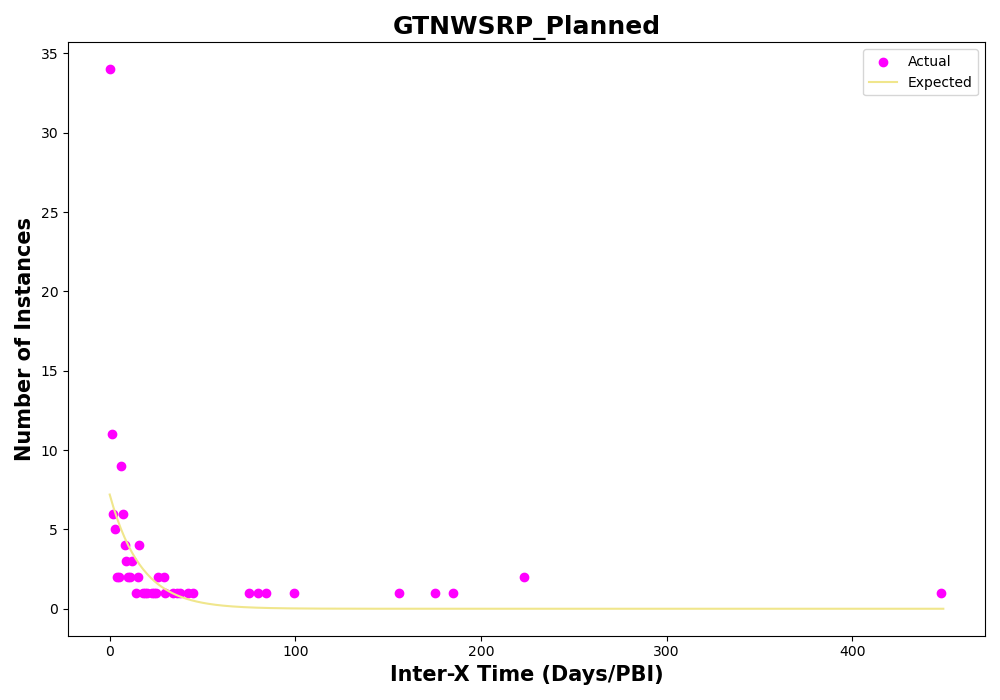 GTNWSRP_Planned
Actual
Expected
35
30
25
20
15
10
5
0
Number of Instances
0
100
200
300
400
Inter-X Time (Days/PBI)